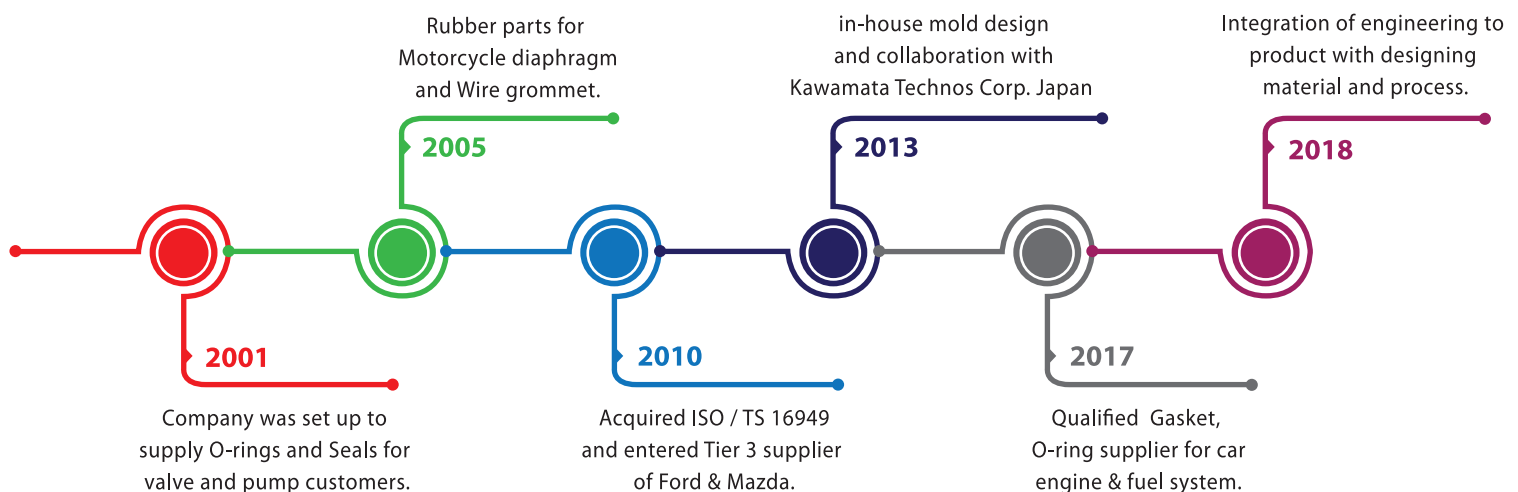 Rubber parts for
Motorcycle diaphragm
and Wire grommet.
2005
in-house mold design
and collaboration with
Kawamata Technos Corp. Japan
2013
Integration of engineering to
product with designing
material and process.
2018
2001
Company was set up to
supply O-rings and Seals for
valve and pump customers.
2010
Acquired ISO / TS 16949
and entered Tier 3 supplier
of Ford & Mazda.
2017
Qualified  Gasket,
O-ring supplier for car
engine & fuel system.